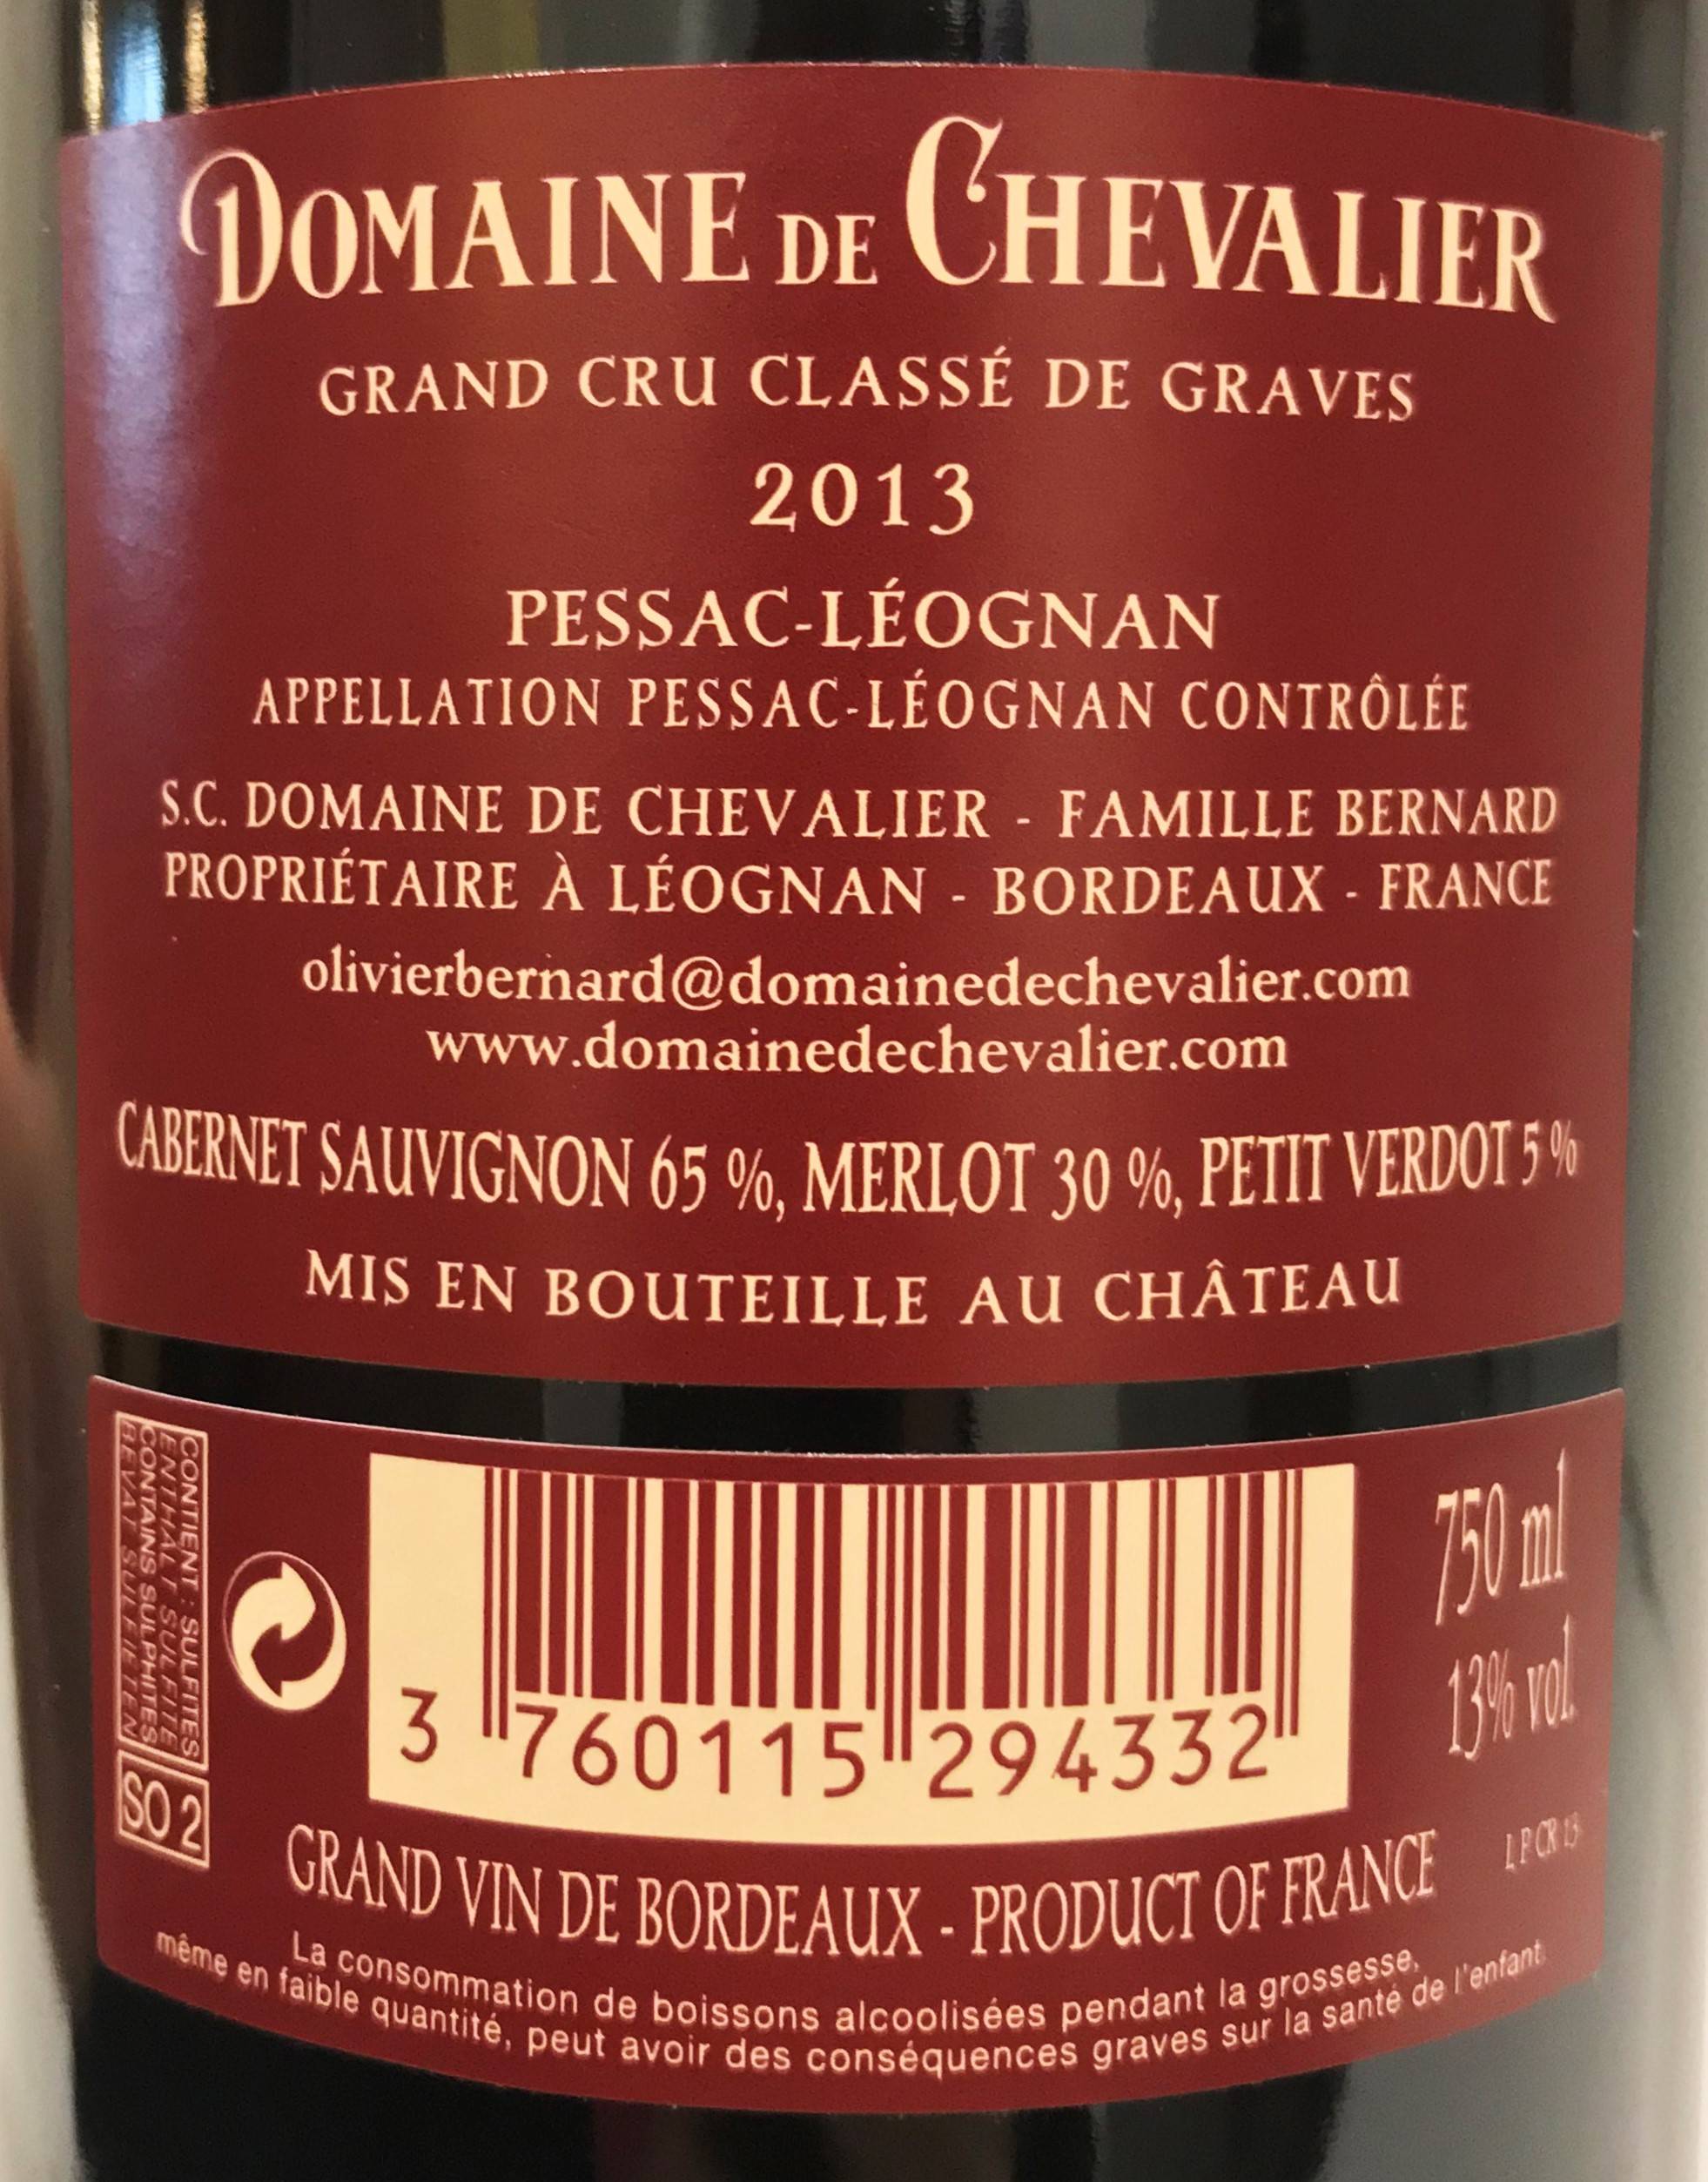 DOMAINE DE CHEVALIER
GRAND CRU CLASSÉ DE GRAVES
2013
PESSAC-LÉOGNAN
APPELLATION PESSAC-LÉOGNAN CONTRÔLÉE
S.C. DOMAINE DE CHEVALIER - FAMILLE BERNARD
PROPRIÉTAIRE À LÉOGNAN - BORDEAUX - FRANCE
olivierbernard@domainedechevalier.com
www.domainedechevalier.com
CABERNET SAUVIGNON 65 %, MERLOT 30 %, PETIT VERDOT 5 %
MIS EN BOUTEILLE AU CHÂTEAU
CONTIENT : SULFITES
ENTHÄLT SULFITE
CONTAINS SULPHITES
BEVAT SULFIETEN
SO2
3 760115 294332
750 ml
13% vol.
L P CR 13
GRAND VIN DE BORDEAUX - PRODUCT OF FRANCE
La consommation de boissons alcoolisées pendant la grossesse,
même en faible quantité, peut avoir des conséquences graves sur la santé de l'enfant.